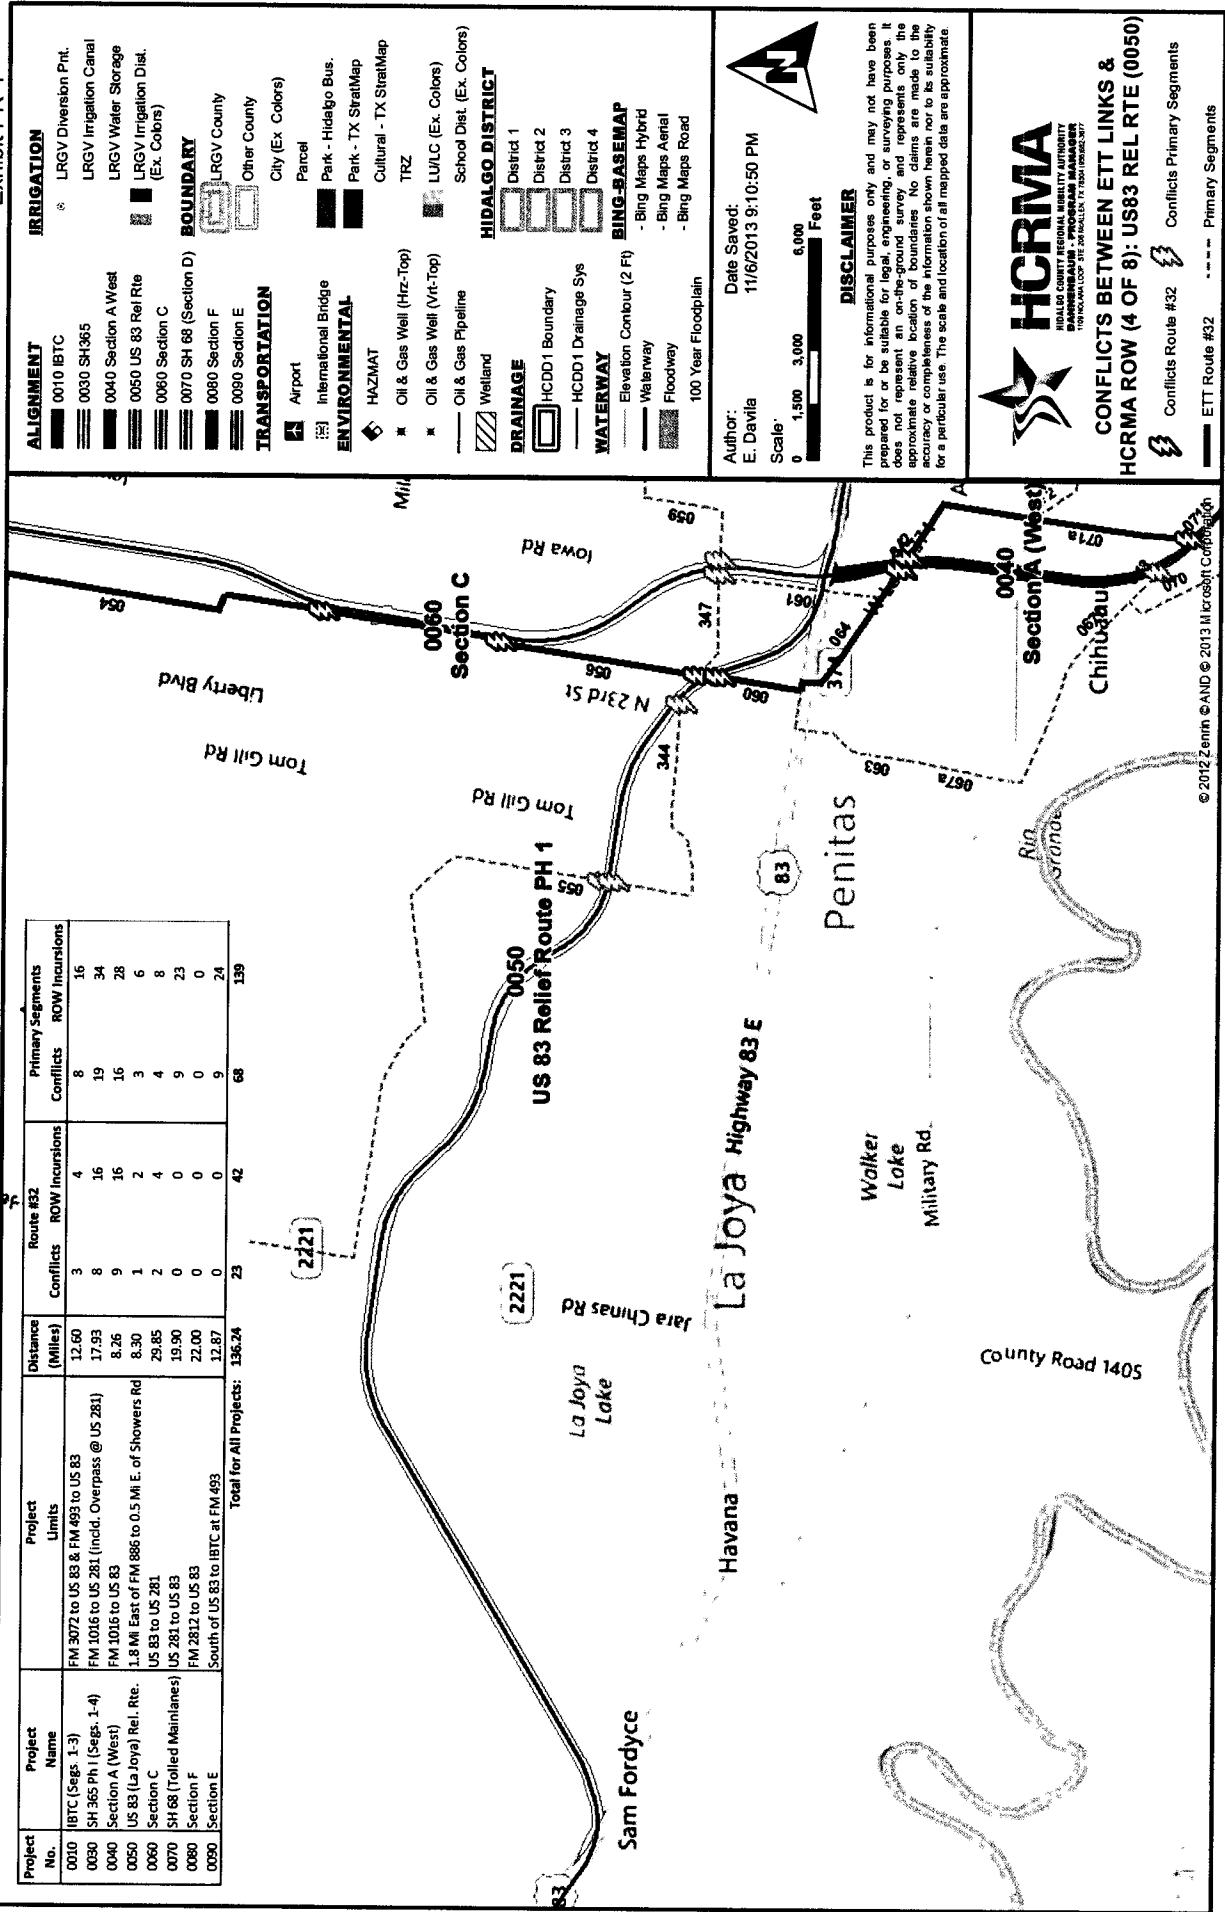 Project No. Project Name Project Limits Distance (Miles) Route #32 Conflicts ROW Incursions Primary Segments Conflicts ROW Incursions
0010 IBTC (Segs. 1-3) FM 3072 to US 83 & FM 493 to US 83 12.60 3 4 8 16
0030 SH 365 Ph I (Segs. 1-4) FM 1016 to US 281 (incld. Overpass @ US 281) 17.93 8 16 19 34
0040 Section A (West) FM 1016 to US 83 8.26 9 16 16 28
0050 US 83 (La Joya) Rel. Rte. 1.8 Mi East of FM 886 to 0.5 Mi E. of Showers Rd 8.30 1 2 3 6
0060 Section C US 83 to US 281 29.85 2 4 4 8
0070 SH 68 (Tolled Mainlanes) US 281 to US 83 19.90 0 0 9 23
0080 Section F FM 2812 to US 83 22.00 0 0 0 0
0090 Section E South of US 83 to IBTC at FM 493 12.87 0 0 9 24
Total for All Projects: 136.24 23 42 68 139
2221
2221
83
Sam Fordyce
Havana
La Joya Lake
Jara Chinas Rd
La Joya
Highway 83 E
US 83 Relief Route PH 1
0050
Walker Lake
Military Rd
County Road 1405
Penitas
83
Rio Grande
Tom Gill Rd
Tom Gill Rd
Liberty Blvd
N 23rd St
Iowa Rd
054
055
056
059
060
061
063
064
067a
070
071a
344
347
0060
Section C
0040
Section A (West)
© 2012 Zenrin © AND © 2013 Microsoft Corporation
ALIGNMENT
0010 IBTC
0030 SH365
0040 Section A West
0050 US 83 Rel Rte
0060 Section C
0070 SH 68 (Section D)
0080 Section F
0090 Section E
TRANSPORTATION
Airport
International Bridge
ENVIRONMENTAL
HAZMAT
Oil & Gas Well (Hrz-Top)
Oil & Gas Well (Vrt-Top)
Oil & Gas Pipeline
Wetland
DRAINAGE
HCDD1 Boundary
HCDD1 Drainage Sys
WATERWAY
Elevation Contour (2 Ft)
Waterway
Floodway
100 Year Floodplain
IRRIGATION
LRGV Diversion Pnt.
LRGV Irrigation Canal
LRGV Water Storage
LRGV Irrigation Dist.
(Ex. Colors)
BOUNDARY
LRGV County
Other County
City (Ex Colors)
Parcel
Park - Hidalgo Bus.
Park - TX StratMap
Cultural - TX StratMap
TRZ
LU/LC (Ex. Colors)
School Dist. (Ex. Colors)
HIDALGO DISTRICT
District 1
District 2
District 3
District 4
BING-BASEMAP
- Bing Maps Hybrid
- Bing Maps Aerial
- Bing Maps Road
Author:
E. Davila
Date Saved:
11/6/2013 9:10:50 PM
Scale
0 1,500 3,000 6,000
Feet
N
DISCLAIMER
This product is for informational purposes only and may not have been
prepared for or be suitable for legal, engineering, or surveying purposes. It
does not represent an on-the-ground survey and represents only the
approximate relative location of boundaries No claims are made to the
accuracy or completeness of the information shown herein nor to its suitability
for a particular use. The scale and location of all mapped data are approximate.
HCRMA
HIDALGO COUNTY REGIONAL MOBILITY AUTHORITY
DANNENBAUM - PROGRAM MANAGER
CONFLICTS BETWEEN ETT LINKS &
HCRMA ROW (4 OF 8): US83 REL RTE (0050)
Conflicts Route #32
Conflicts Primary Segments
ETT Route #32
Primary Segments